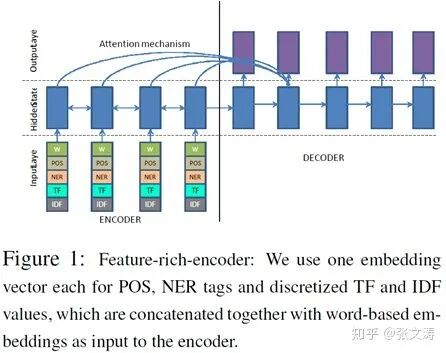 Attention mechanism
OutputLaye
HiddenState
InputLaye
W W W W
POS POS POS POS
NER NER NER NER
TF TF TF TF
IDF IDF IDF IDF
ENCODER
DECODER
Figure 1: Feature-rich-encoder: We use one embedding
vector each for POS, NER tags and discretized TF and IDF
values, which are concatenated together with word-based em-
beddings as input to the encoder.
知乎 @张文涛